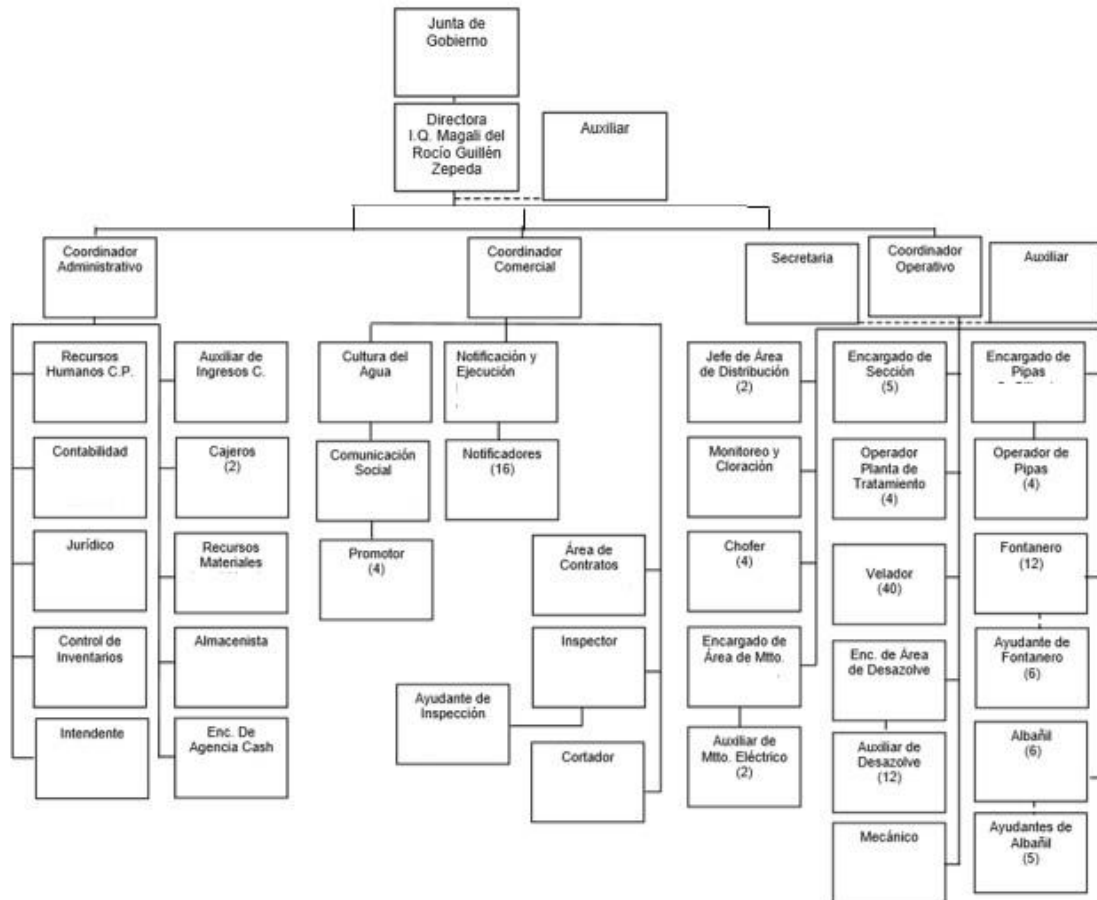 Junta de
Gobierno
Directora
I.Q. Magali del
Rocío Guillén
Zepeda
Auxiliar
Coordinador
Administrativo
Coordinador
Comercial
Secretaria
Coordinador
Operativo
Auxiliar
Recursos
Humanos C.P.
Auxiliar de
Ingresos C.
Cultura del
Agua
Notificación y
Ejecución
Jefe de Área
de Distribución
(2)
Encargado de
Sección
(5)
Encargado de
Pipas
Contabilidad
Cajeros
(2)
Comunicación
Social
Notificadores
(16)
Monitoreo y
Cloración
Operador
Planta de
Tratamiento
(4)
Operador de
Pipas
(4)
Jurídico
Recursos
Materiales
Promotor
(4)
Área de
Contratos
Chofer
(4)
Velador
(40)
Fontanero
(12)
Control de
Inventarios
Almacenista
Inspector
Encargado de
Área de Mtto.
Enc. de Área
de Desazolve
Ayudante de
Fontanero
(6)
Ayudante de
Inspección
Intendente
Enc. De
Agencia Cash
Cortador
Auxiliar de
Mtto. Eléctrico
(2)
Auxiliar de
Desazolve
(12)
Albañil
(6)
Mecánico
Ayudantes de
Albañil
(5)